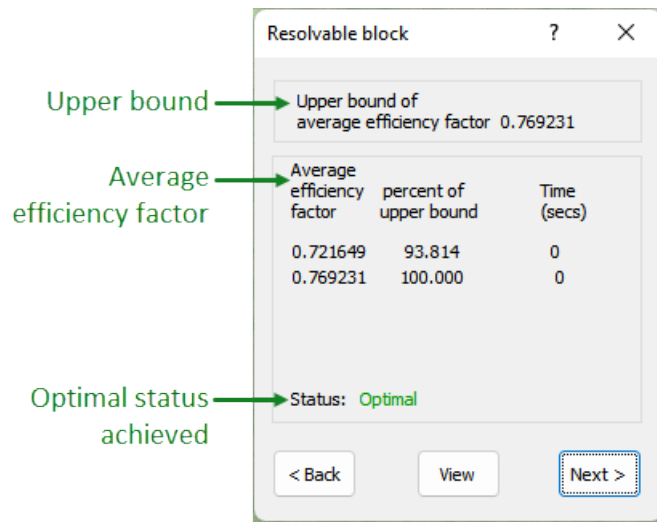 Resolvable block ? ✕
Upper bound
Upper bound of
average efficiency factor 0.769231
Average
efficiency factor
Average
efficiency percent of Time
factor upper bound (secs)
0.721649 93.814 0
0.769231 100.000 0
Optimal status
achieved
Status: Optimal
< Back View Next >